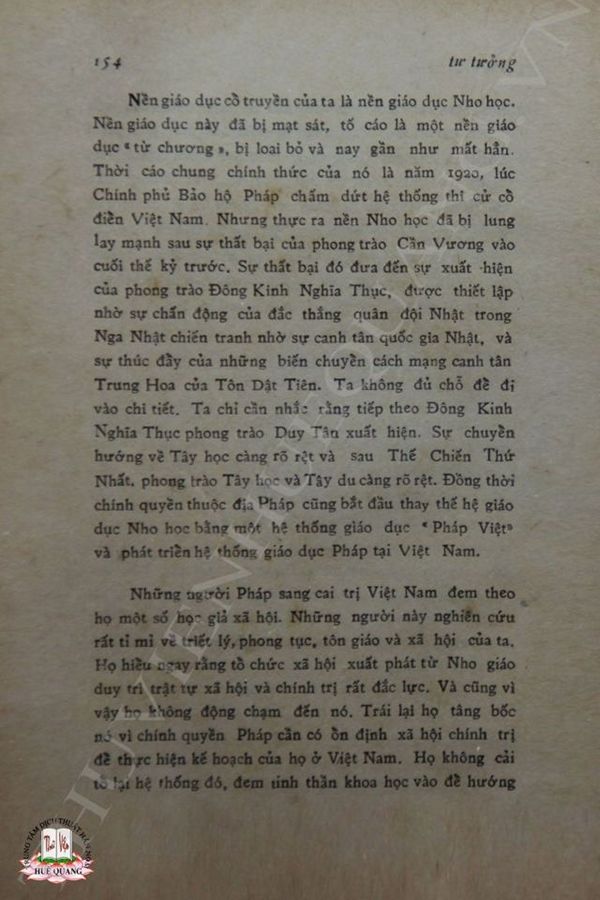 154 tư tưởng
Nền giáo dục cổ truyền của ta là nền giáo dục Nho học.
Nền giáo dục này đã bị mạt sát, tố cáo là một nền giáo
dục "từ chương", bị loại bỏ và nay gần như mất hẳn.
Thời cáo chung chính thức của nó là năm 1920, lúc
Chính phủ Bảo hộ Pháp chấm dứt hệ thống thi cử cổ
điển Việt Nam. Nhưng thực ra nền Nho học đã bị lung
lay mạnh sau sự thất bại của phong trào Cần Vương vào
cuối thế kỷ trước. Sự thất bại đó đưa đến sự xuất hiện
của phong trào Đông Kinh Nghĩa Thục, được thiết lập
nhờ sự chấn động của đắc thắng quân đội Nhật trong
Nga Nhật chiến tranh nhờ sự canh tân quốc gia Nhật, và
sự thúc đẩy của những biến chuyển cách mạng canh tân
Trung Hoa của Tôn Dật Tiên. Ta không đủ chỗ để đi
vào chi tiết. Ta chỉ cần nhắc rằng tiếp theo Đông Kinh
Nghĩa Thục phong trào Duy Tân xuất hiện. Sự chuyển
hướng về Tây học càng rõ rệt và sau Thế Chiến Thứ
Nhất. phong trào Tây học và Tây du càng rõ rệt. Đồng thời
chính quyền thuộc địa Pháp cũng bắt đầu thay thế hệ giáo
dục Nho học bằng một hệ thống giáo dục "Pháp Việt"
và phát triển hệ thống giáo dục Pháp tại Việt Nam.
Những người Pháp sang cai trị Việt Nam đem theo
họ một số học giả xã hội. Những người này nghiên cứu
rất tỉ mỉ về triết lý, phong tục, tôn giáo và xã hội của ta.
Họ hiểu ngay rằng tổ chức xã hội xuất phát từ Nho giáo
duy trì trật tự xã hội và chính trị rất đắc lực. Và cũng vì
vậy họ không động chạm đến nó. Trái lại họ tâng bốc
nó vì chính quyền Pháp cần có ổn định xã hội chính trị
để thực hiện kế hoạch của họ ở Việt Nam. Họ không cải
tổ lại hệ thống đó, đem tinh thần khoa học vào để hướng
TRUNG TÂM DỊCH THUẬT HÁN NÔM
Thư Viện
HUỆ QUANG